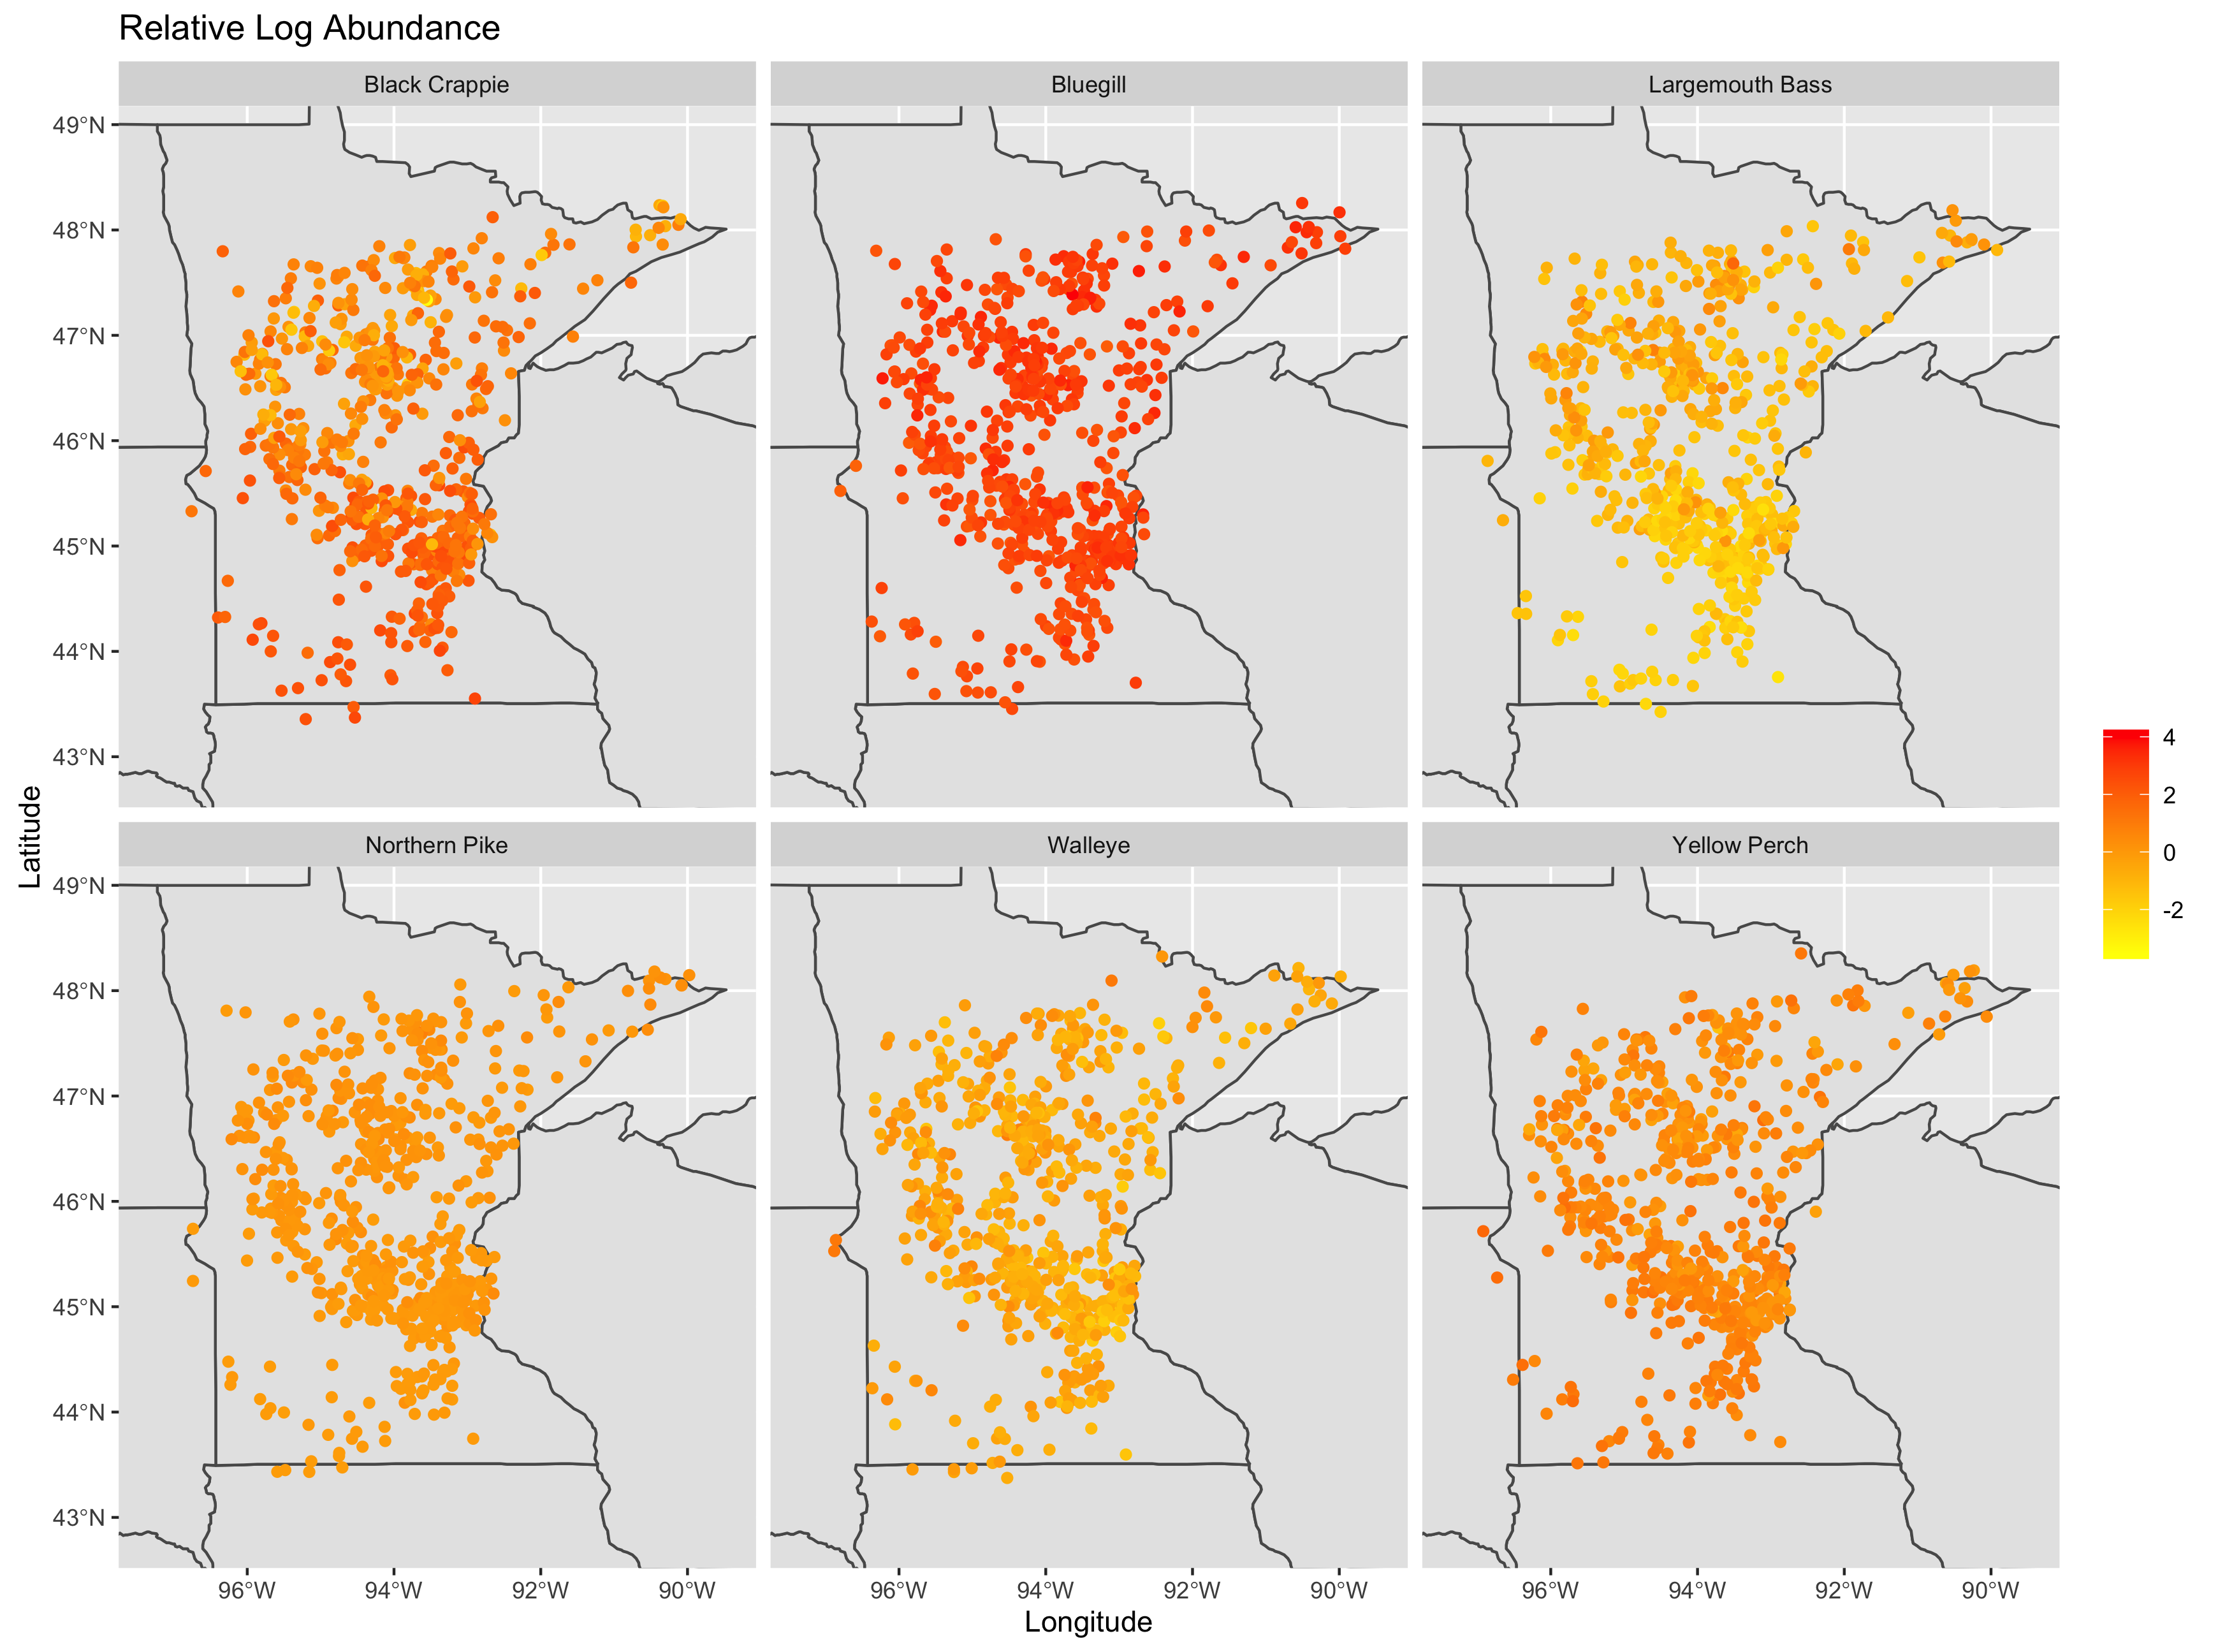 Relative Log Abundance
Black Crappie
Bluegill
Largemouth Bass
49°N
48°N
47°N
46°N
45°N
44°N
43°N
Northern Pike
Walleye
Yellow Perch
49°N
48°N
47°N
46°N
45°N
44°N
43°N
96°W
94°W
92°W
90°W
96°W
94°W
92°W
90°W
96°W
94°W
92°W
90°W
Longitude
Latitude
4
2
0
-2